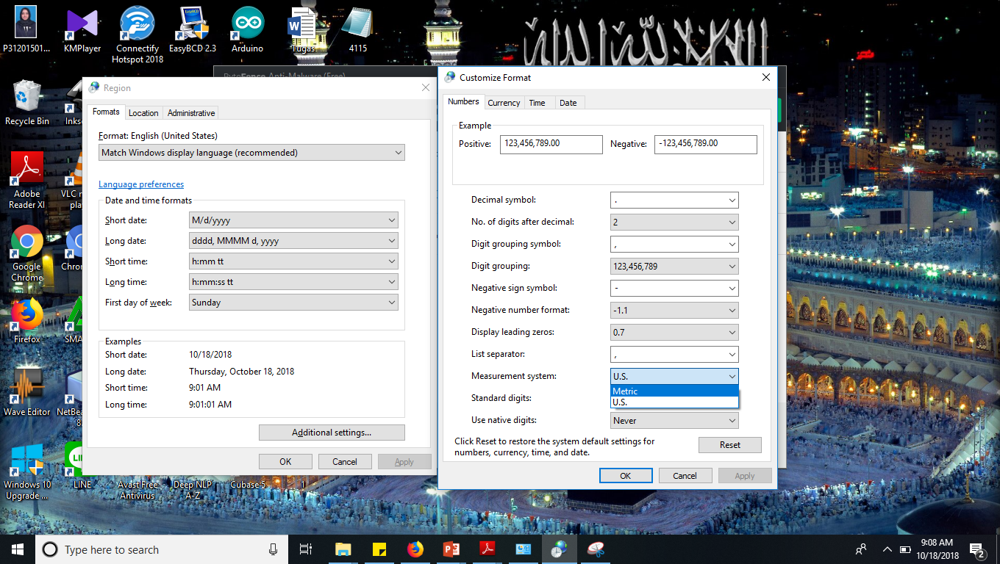 P31201501...
KMPlayer
Connectify
Hotspot 2018
EasyBCD 2.3
Arduino
Tugas
4115
Recycle Bin
Inks
Adobe
Reader XI
VLC m
pla
Google
Chrome
Chron
Firefox
SMA
Wave Editor
NetBea
8.
Windows 10
Upgrade ...
LINE
Avast Free
Antivirus
Deep NLP
A-Z
Cubase 5
1
ByteFence Anti-Malware (Free)
Region
Formats
Location
Administrative
Format: English (United States)
Match Windows display language (recommended)
Language preferences
Date and time formats
Short date: M/d/yyyy
Long date: dddd, MMMM d, yyyy
Short time: h:mm tt
Long time: h:mm:ss tt
First day of week: Sunday
Examples
Short date: 10/18/2018
Long date: Thursday, October 18, 2018
Short time: 9:01 AM
Long time: 9:01:01 AM
Additional settings...
OK
Cancel
Apply
Customize Format
Numbers
Currency
Time
Date
Example
Positive: 123,456,789.00
Negative: -123,456,789.00
Decimal symbol: .
No. of digits after decimal: 2
Digit grouping symbol: ,
Digit grouping: 123,456,789
Negative sign symbol: -
Negative number format: -1.1
Display leading zeros: 0.7
List separator: ,
Measurement system: U.S.
Metric
U.S.
Standard digits:
Use native digits: Never
Click Reset to restore the system default settings for
numbers, currency, time, and date.
Reset
OK
Cancel
Apply
Type here to search
9:08 AM
10/18/2018
2